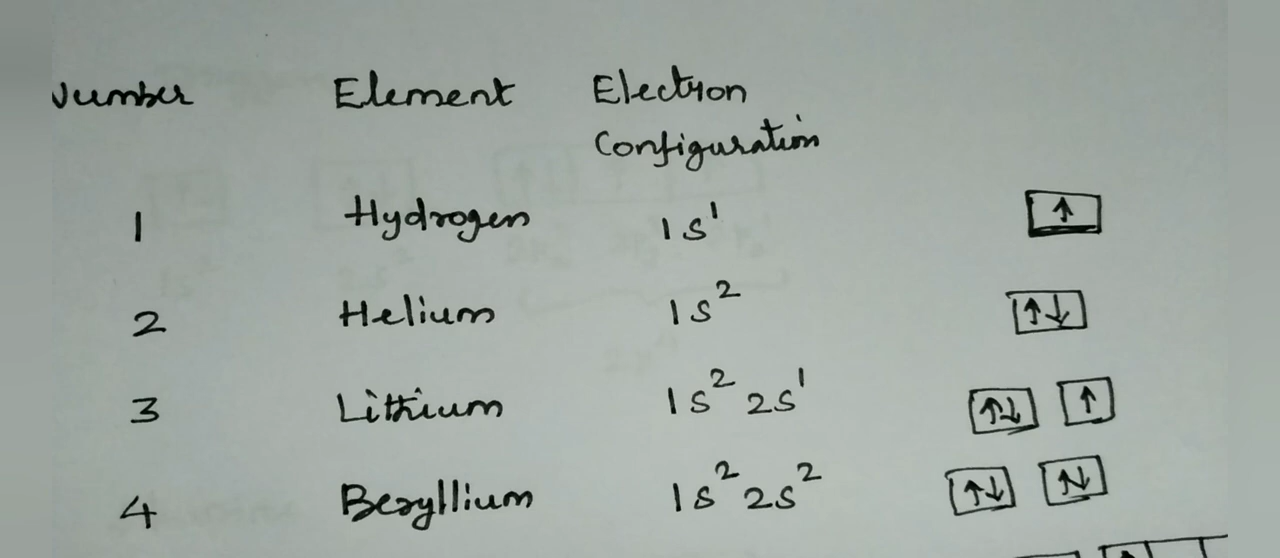 Number Element Electron
Configuration
1 Hydrogen 1s¹ ↑
2 Helium 1s² ↑↓
3 Lithium 1s² 2s¹ ↑↓ ↑
4 Beryllium 1s² 2s² ↑↓ ↑↓